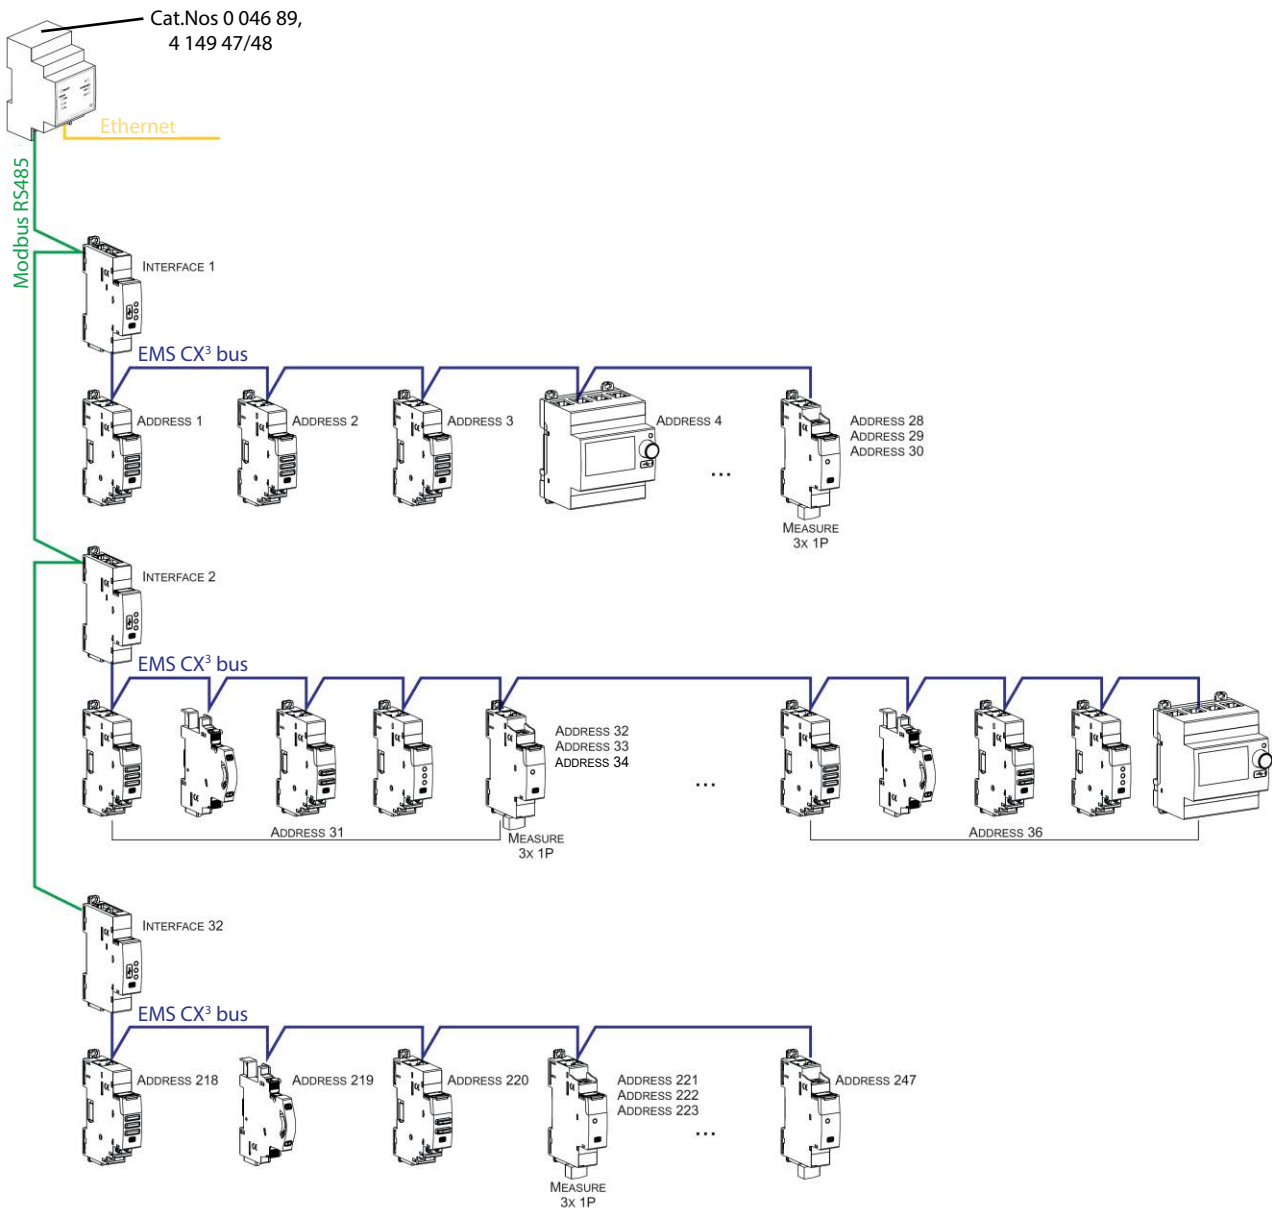 Cat.Nos 0 046 89,
4 149 47/48
Ethernet
Modbus RS485
INTERFACE 1
EMS CX³ bus
ADDRESS 1
ADDRESS 2
ADDRESS 3
ADDRESS 4
...
ADDRESS 28
ADDRESS 29
ADDRESS 30
MEASURE
3X 1P
INTERFACE 2
EMS CX³ bus
ADDRESS 32
ADDRESS 33
ADDRESS 34
...
ADDRESS 31
MEASURE
3X 1P
ADDRESS 36
INTERFACE 32
EMS CX³ bus
ADDRESS 218
ADDRESS 219
ADDRESS 220
ADDRESS 221
ADDRESS 222
ADDRESS 223
...
ADDRESS 247
MEASURE
3X 1P